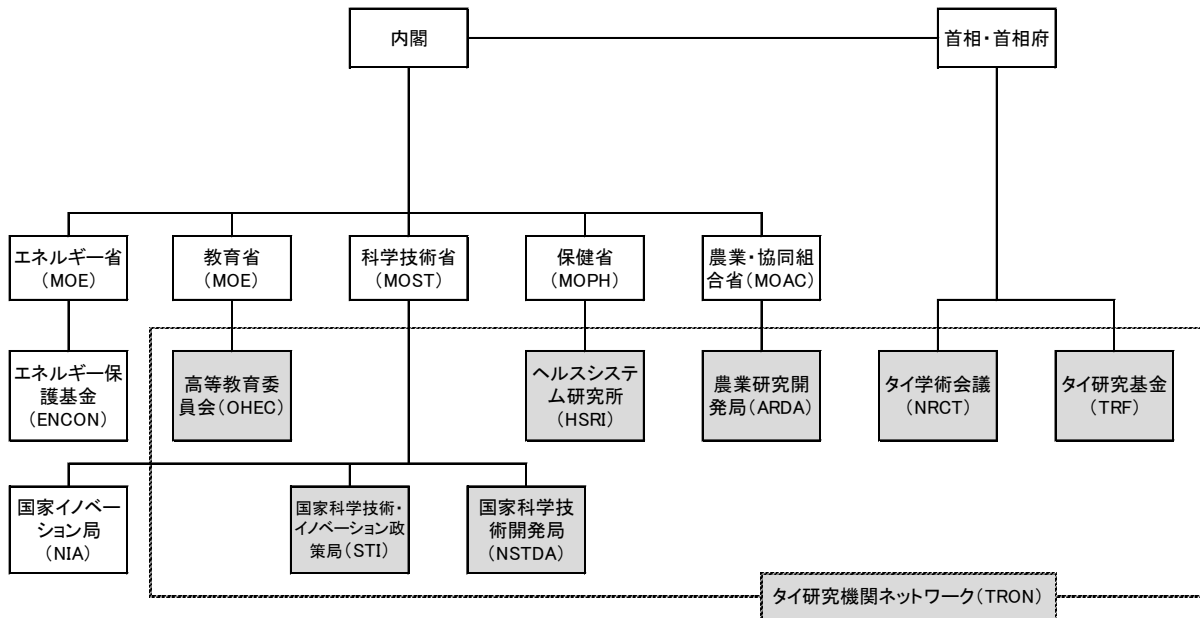 内閣
首相・首相府
エネルギー省
(MOE)
教育省
(MOE)
科学技術省
(MOST)
保健省
(MOPH)
農業・協同組
合省(MOAC)
エネルギー保
護基金
(ENCON)
高等教育委
員会(OHEC)
ヘルスシステ
ム研究所
(HSRI)
農業研究開
発局(ARDA)
タイ学術会議
(NRCT)
タイ研究基金
(TRF)
国家イノベー
ション局
(NIA)
国家科学技術・
イノベーション政
策局(STI)
国家科学技
術開発局
(NSTDA)
タイ研究機関ネットワーク(TRON)